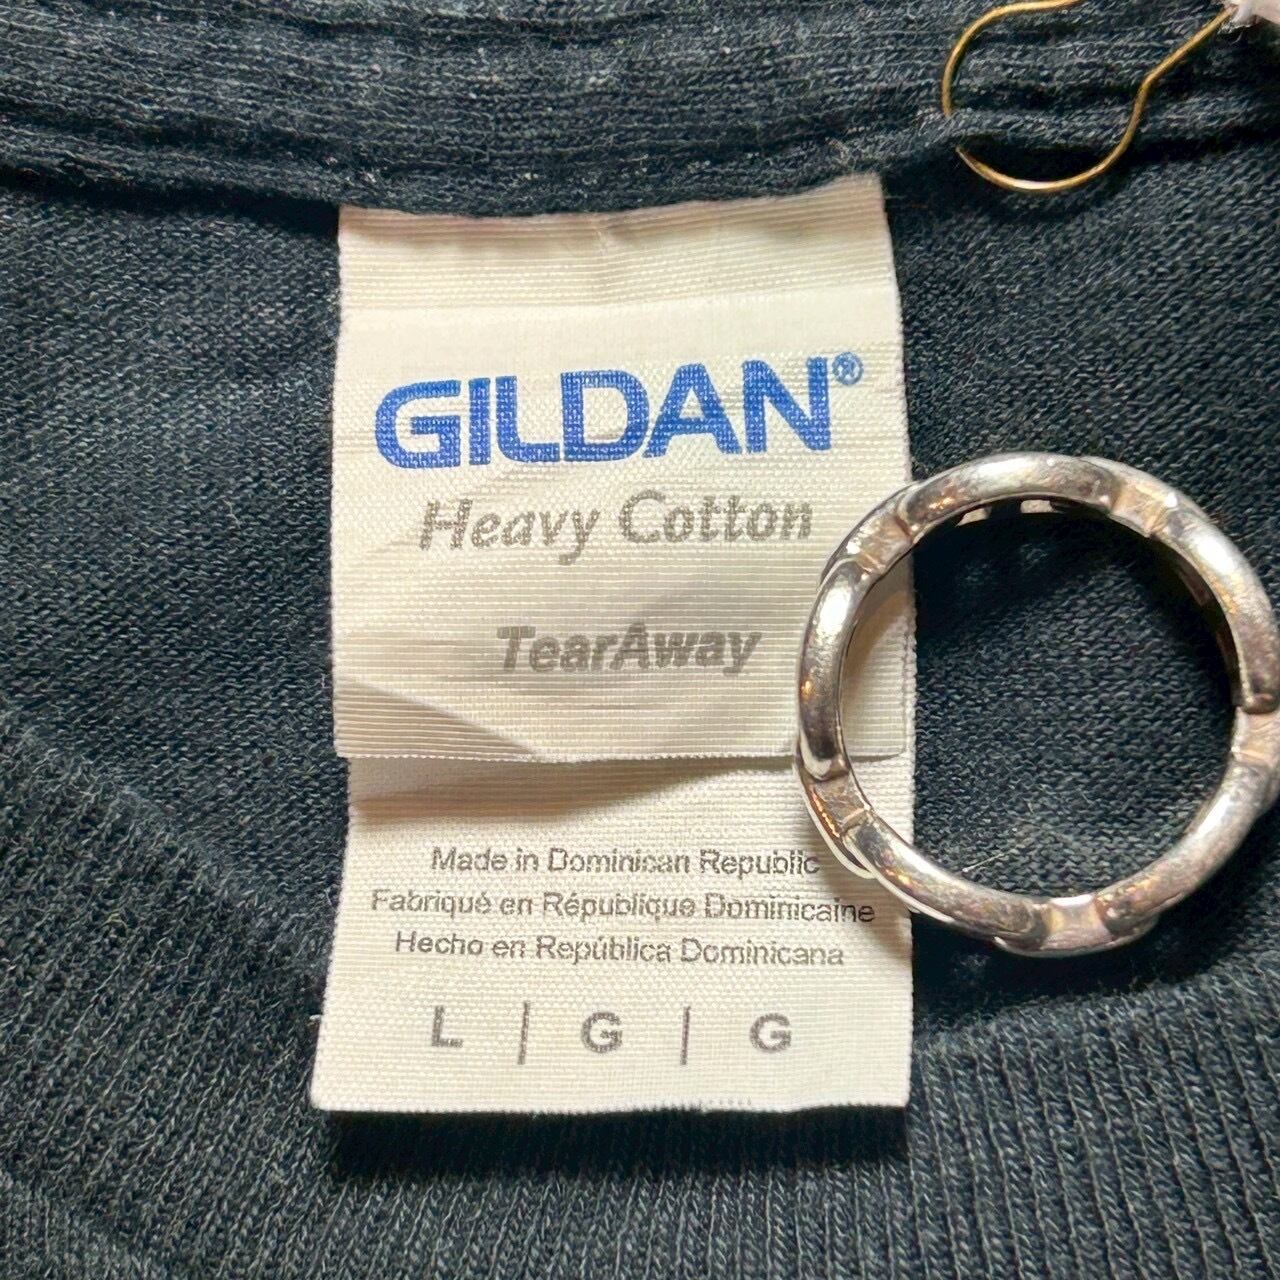 GILDAN®
Heavy Cotton
TearAway
Made in Dominican Republic
Fabriqué en République Dominicaine
Hecho en República Dominicana
L | G | G